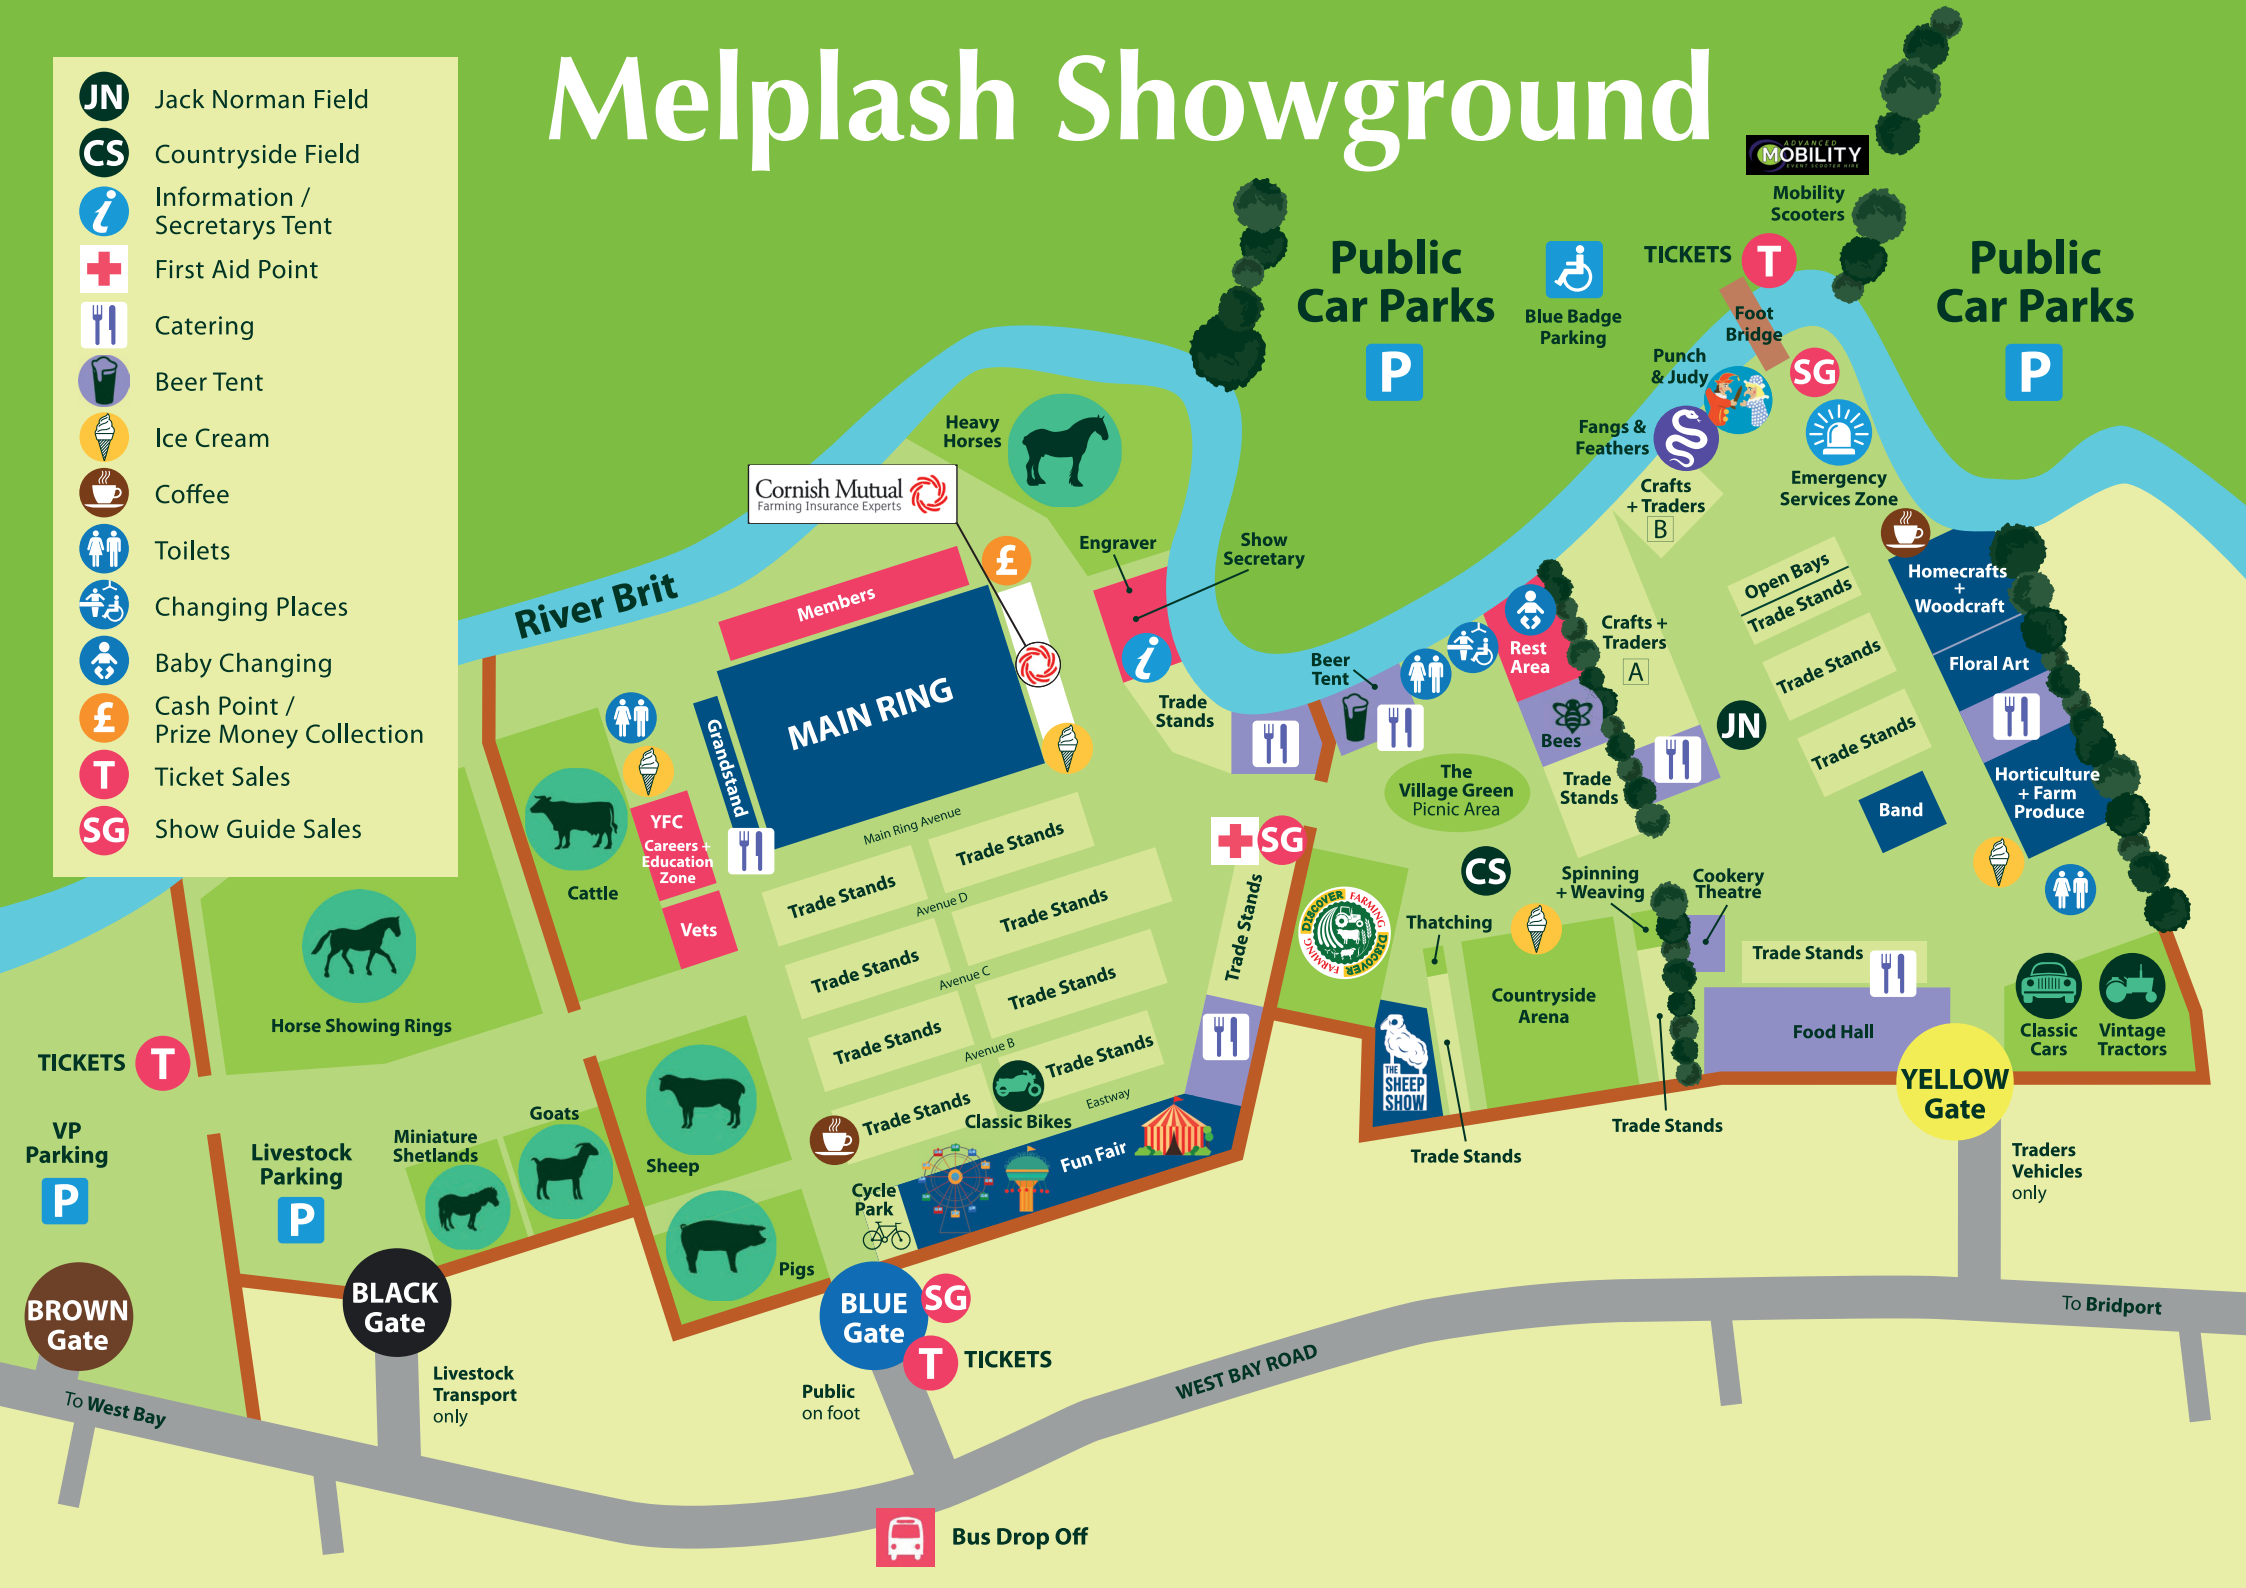 Melplash Showground
JN
Jack Norman Field
CS
Countryside Field
i
Information /
Secretarys Tent
First Aid Point
Catering
Beer Tent
Ice Cream
Coffee
Toilets
Changing Places
Baby Changing
£
Cash Point /
Prize Money Collection
T
Ticket Sales
SG
Show Guide Sales
ADVANCED
MOBILITY
EVENT SCOOTER HIRE
Mobility
Scooters
Public
Car Parks
P
Blue Badge
Parking
TICKETS
T
Public
Car Parks
P
Foot
Bridge
Punch
& Judy
SG
Fangs &
Feathers
Emergency
Services Zone
Crafts
+ Traders
B
Heavy
Horses
Cornish Mutual
Farming Insurance Experts
£
Engraver
Show
Secretary
i
River Brit
Members
MAIN RING
Grandstand
Trade
Stands
Beer
Tent
Rest
Area
Bees
Trade
Stands
Crafts +
Traders
A
JN
Open Bays
Trade Stands
Trade Stands
Trade Stands
Band
Homecrafts
+
Woodcraft
Floral Art
Horticulture
+ Farm
Produce
The
Village Green
Picnic Area
Cattle
YFC
Careers +
Education
Zone
Vets
Main Ring Avenue
Trade Stands
Trade Stands
Avenue D
Trade Stands
Trade Stands
Avenue C
Trade Stands
Trade Stands
Avenue B
Trade Stands
Trade Stands
Eastway
Classic Bikes
Fun Fair
SG
Trade Stands
DISCOVER FARMING
DISCOVER FARMING
CS
Thatching
Spinning
+ Weaving
Cookery
Theatre
Countryside
Arena
THE
SHEEP
SHOW
Trade Stands
Trade Stands
Trade Stands
Food Hall
Classic
Cars
Vintage
Tractors
YELLOW
Gate
Traders
Vehicles
only
Horse Showing Rings
TICKETS
T
VP
Parking
P
Livestock
Parking
P
Miniature
Shetlands
Goats
Sheep
Pigs
Cycle
Park
BROWN
Gate
BLACK
Gate
Livestock
Transport
only
BLUE
Gate
SG
T
TICKETS
Public
on foot
To West Bay
WEST BAY ROAD
To Bridport
Bus Drop Off